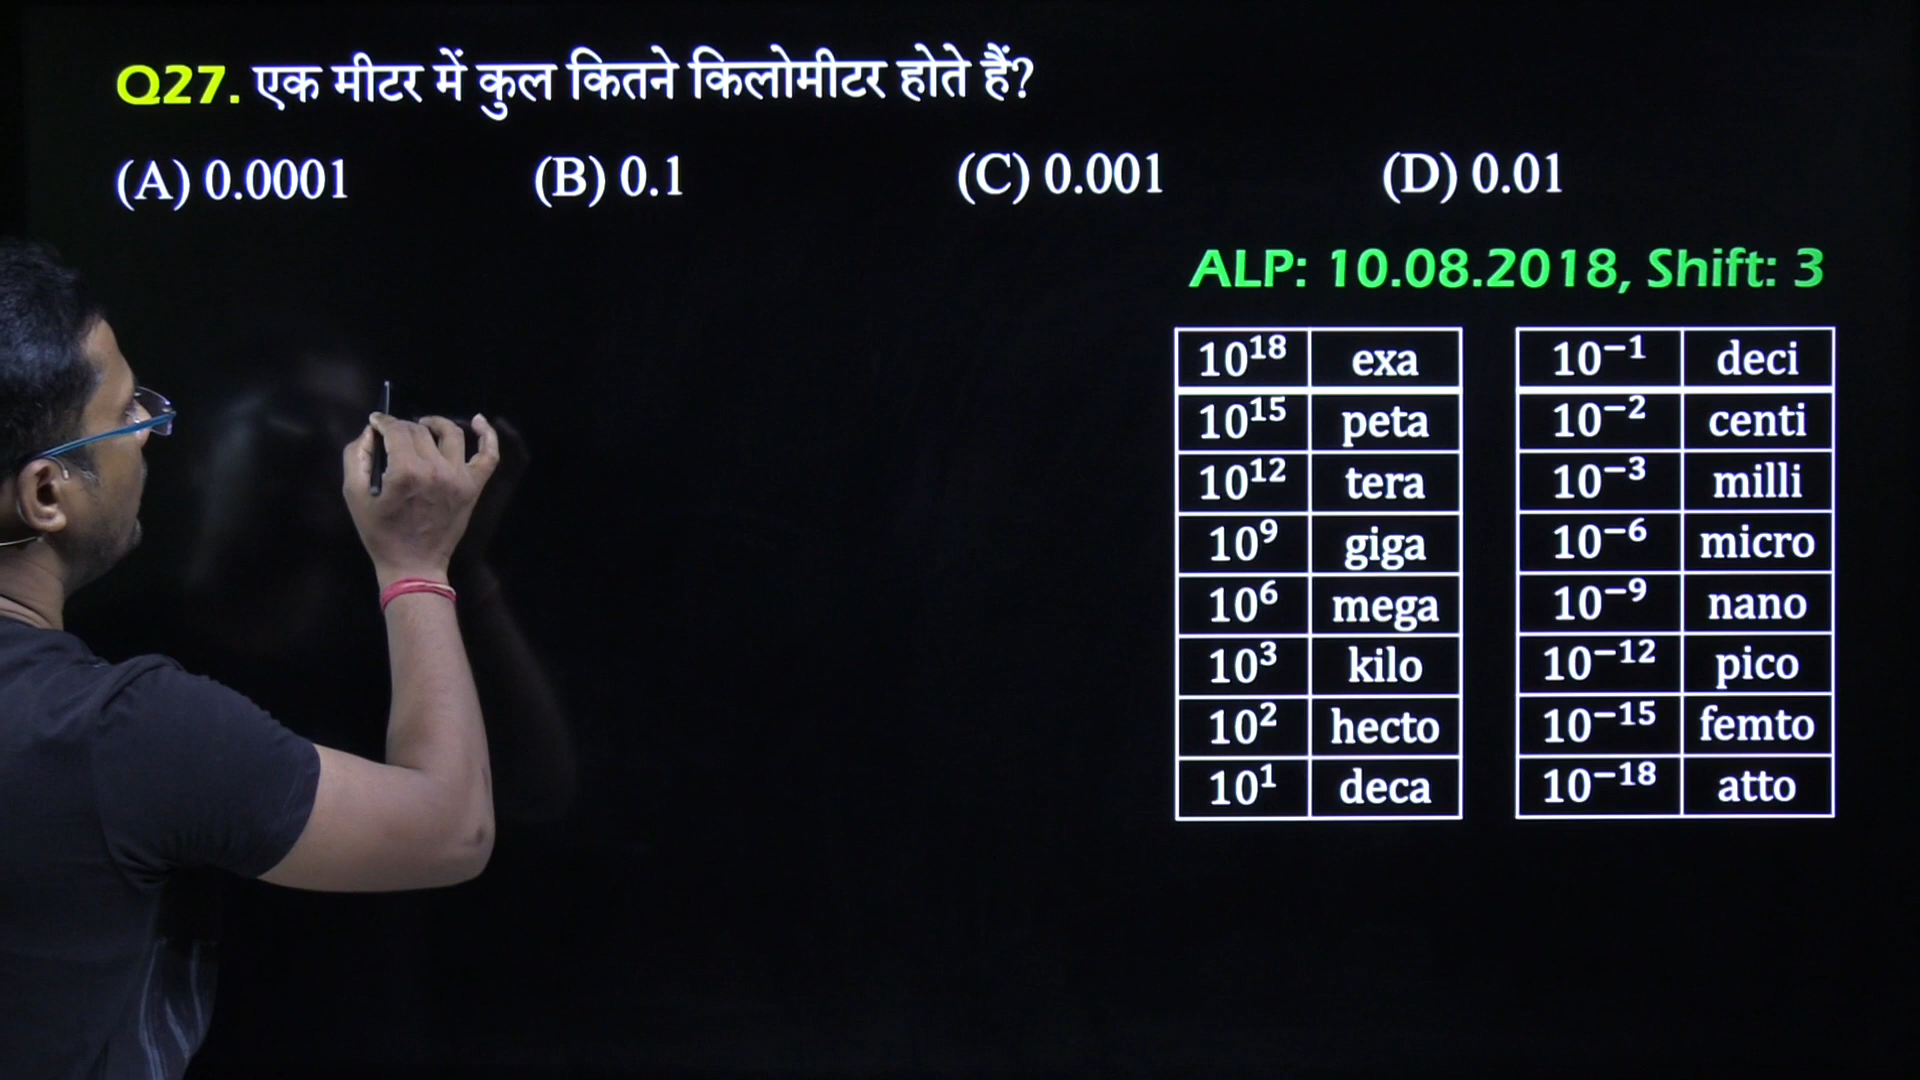 Q27. एक मीटर में कुल कितने किलोमीटर होते हैं?
(A) 0.0001 (B) 0.1 (C) 0.001 (D) 0.01
ALP: 10.08.2018, Shift: 3
10¹⁸ exa 10⁻¹ deci
10¹⁵ peta 10⁻² centi
10¹² tera 10⁻³ milli
10⁹ giga 10⁻⁶ micro
10⁶ mega 10⁻⁹ nano
10³ kilo 10⁻¹² pico
10² hecto 10⁻¹⁵ femto
10¹ deca 10⁻¹⁸ atto